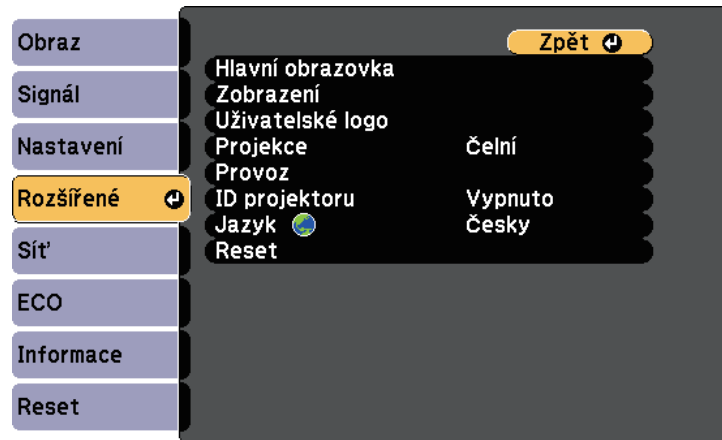 Obraz
Signál
Nastavení
Rozšířené
Síť
ECO
Informace
Reset
Zpět
Hlavní obrazovka
Zobrazení
Uživatelské logo
Projekce Čelní
Provoz
ID projektoru Vypnuto
Jazyk Česky
Reset